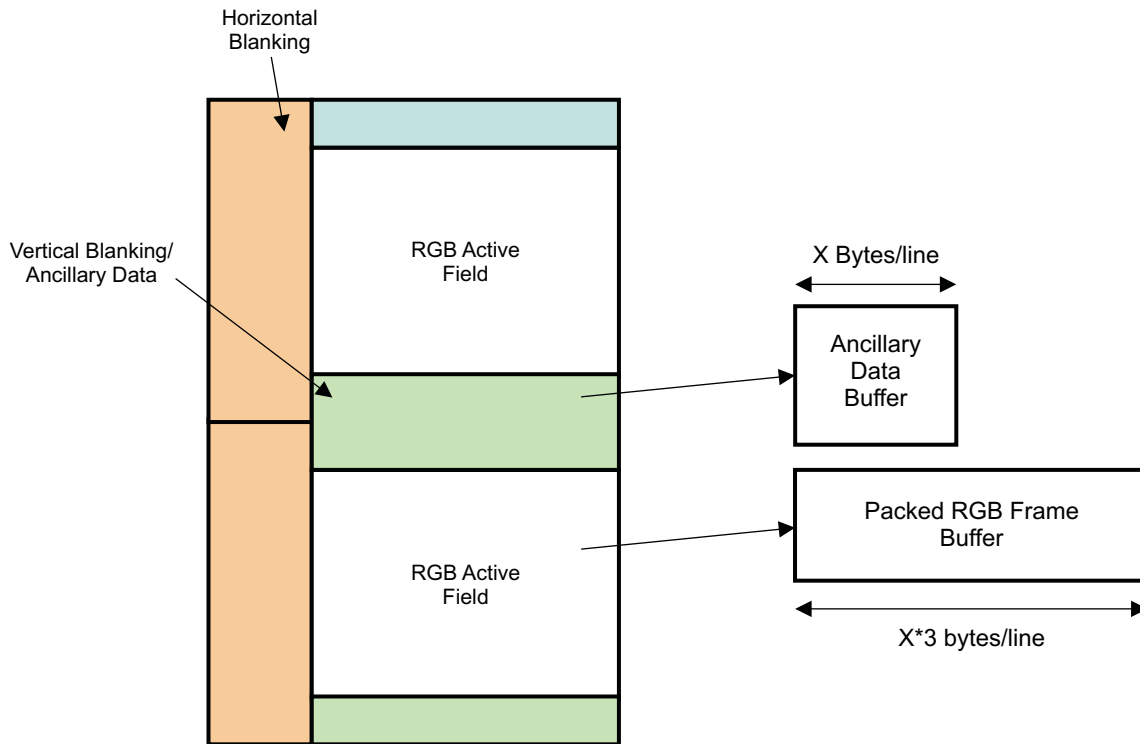 Horizontal
Blanking
Vertical Blanking/
Ancillary Data
RGB Active
Field
X Bytes/line
Ancillary
Data
Buffer
Packed RGB Frame
Buffer
RGB Active
Field
X*3 bytes/line